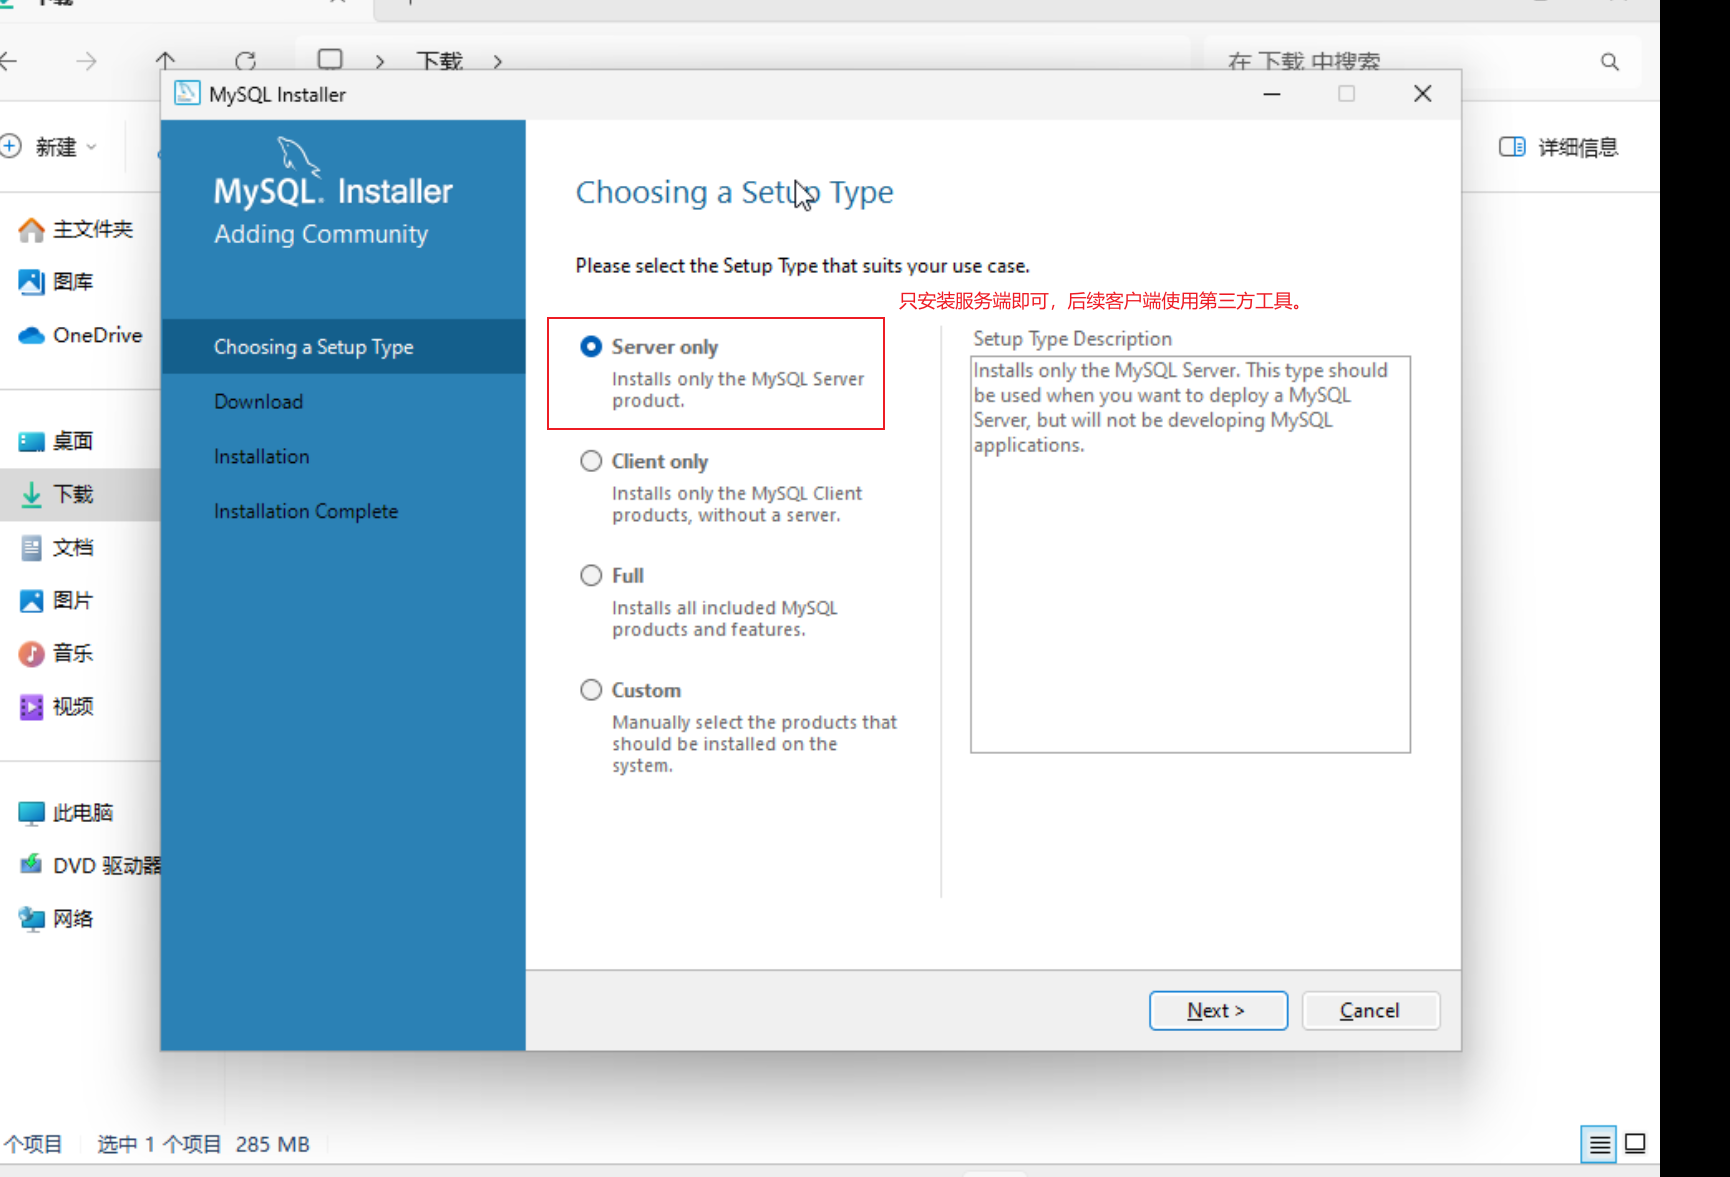 下载
在 下载 中搜索
MySQL Installer
新建
详细信息
MySQL. Installer
Adding Community
Choosing a Setup Type
Download
Installation
Installation Complete
主文件夹
图库
OneDrive
桌面
下载
文档
图片
音乐
视频
此电脑
DVD 驱动器
网络
Choosing a Setup Type
Please select the Setup Type that suits your use case.
只安装服务端即可，后续客户端使用第三方工具。
Server only
Installs only the MySQL Server
product.
Client only
Installs only the MySQL Client
products, without a server.
Full
Installs all included MySQL
products and features.
Custom
Manually select the products that
should be installed on the
system.
Setup Type Description
Installs only the MySQL Server. This type should
be used when you want to deploy a MySQL
Server, but will not be developing MySQL
applications.
Next >
Cancel
个项目 选中 1 个项目 285 MB